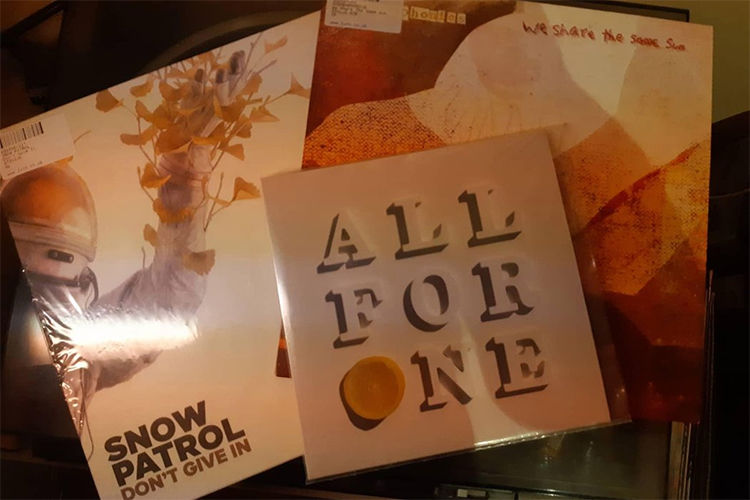 SNOW
PATROL
DON'T GIVE IN
We share the same sun
ALL
FOR
ONE